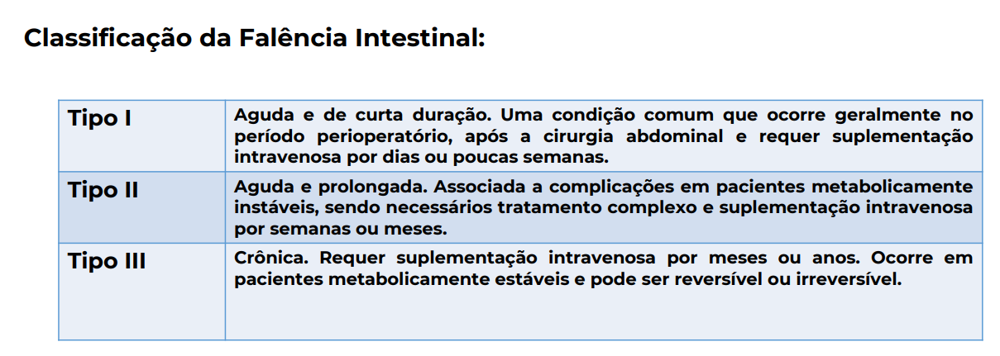 Classificação da Falência Intestinal:
Tipo I
Aguda e de curta duração. Uma condição comum que ocorre geralmente no
período perioperatório, após a cirurgia abdominal e requer suplementação
intravenosa por dias ou poucas semanas.
Tipo II
Aguda e prolongada. Associada a complicações em pacientes metabolicamente
instáveis, sendo necessários tratamento complexo e suplementação intravenosa
por semanas ou meses.
Tipo III
Crônica. Requer suplementação intravenosa por meses ou anos. Ocorre em
pacientes metabolicamente estáveis e pode ser reversível ou irreversível.